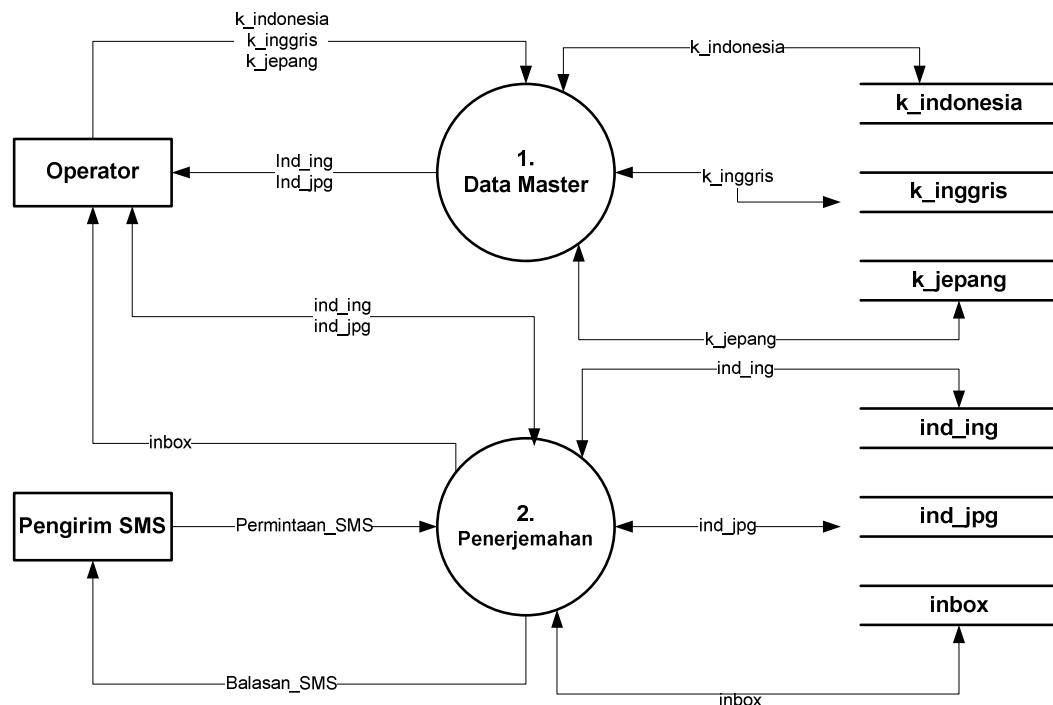 k_indonesia
k_inggris
k_jepang
k_indonesia
k_indonesia
Operator
Ind_ing
Ind_jpg
1.
Data Master
k_inggris
k_inggris
k_jepang
ind_ing
ind_jpg
k_jepang
ind_ing
ind_ing
inbox
Pengirim SMS
Permintaan_SMS
2.
Penerjemahan
ind_jpg
ind_jpg
inbox
Balasan_SMS
inbox